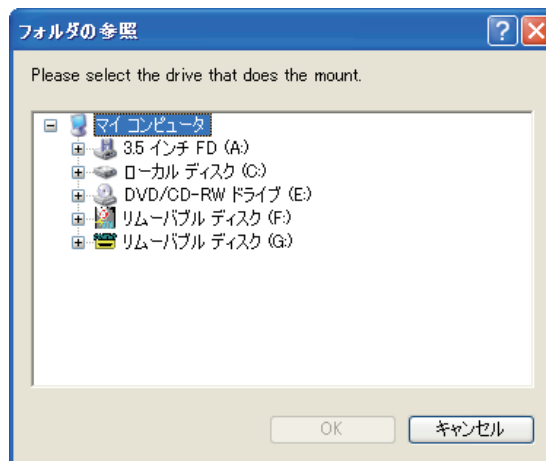 フォルダの参照
Please select the drive that does the mount.
マイ コンピュータ
3.5 インチ FD (A:)
ローカル ディスク (C:)
DVD/CD-RW ドライブ (E:)
リムーバブル ディスク (F:)
リムーバブル ディスク (G:)
OK
キャンセル